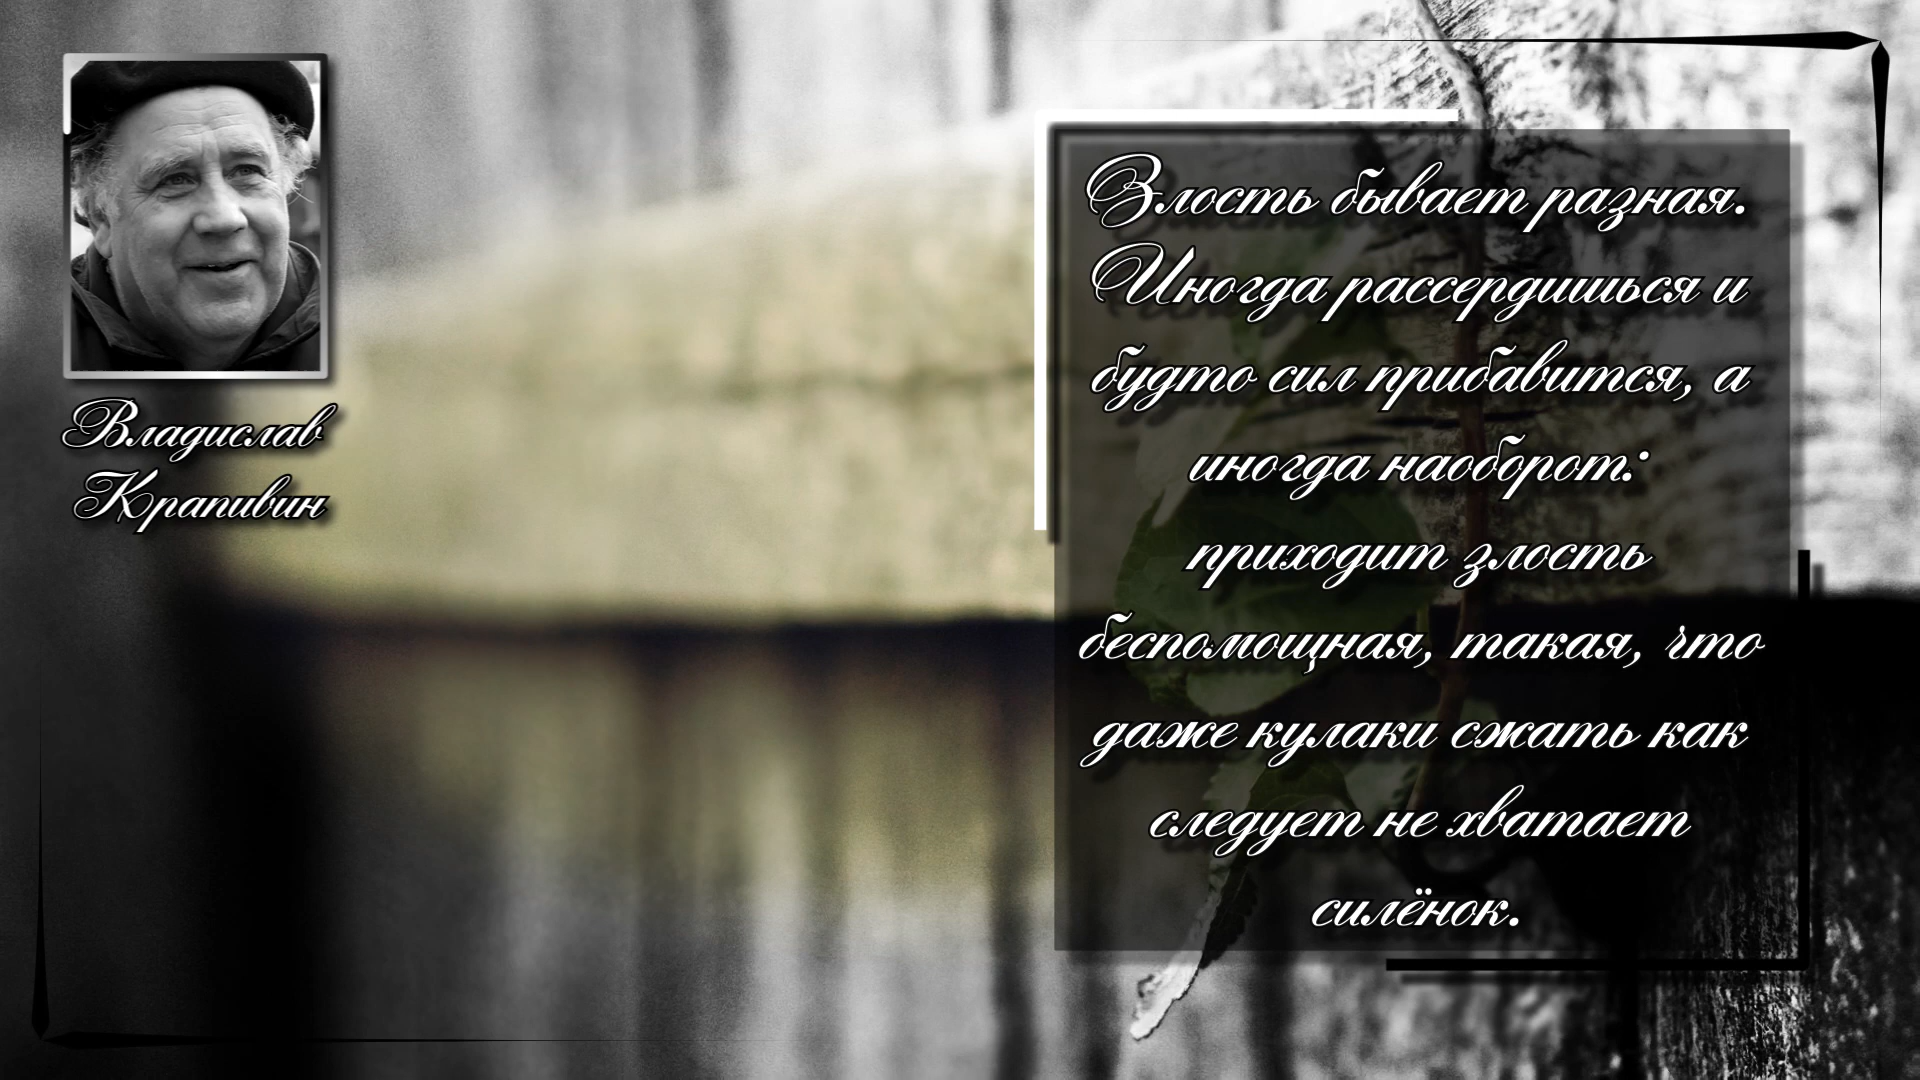 Владислав
Крапивин
Злость бывает разная.
Иногда рассердишься и
будто сил прибавится, а
иногда наоборот:
приходит злость
беспомощная, такая, что
даже кулаки сжать как
следует не хватает
силёнок.